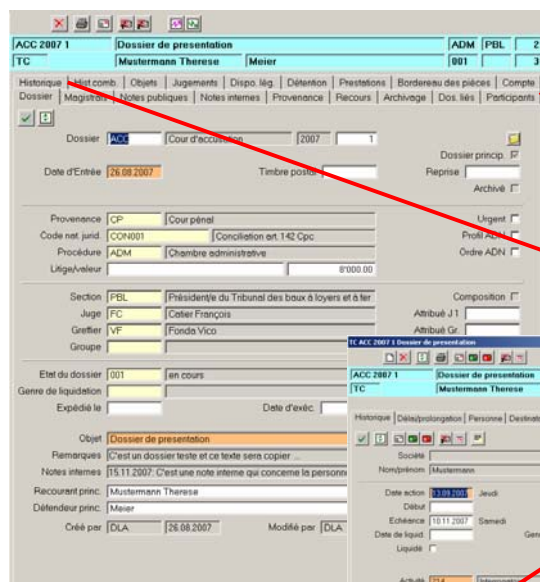 ACC 2007 1 Dossier de presentation ADM PBL 2
TC Mustermann Therese Meier 001 3
Historique Hist.comb. Objets Jugements Dispo. lég. Détention Prestations Bordereau des pièces Compte
Dossier Magistrats Notes publiques Notes internes Provenance Recours Archivage Dos. liés Participants
Dossier ACC Cour d'accusation 2007 1
Dossier princip.
Date d'Entrée 26.08.2007 Timbre postal Reprise
Archivé
Provenance CP Cour pénal Urgent
Code nat. jurid. CON001 Conciliation art. 142 Cpc Profil ADN
Procédure ADM Chambre administrative Ordre ADN
Litige/valeur 8'000.00
Section PBL Président/e du Tribunal des baux à loyers et à fer Composition
Juge FC Catier François Attribué J 1
Greffier VF Fonda Vico Attribué Gr.
Groupe
Etat du dossier 001 en cours
Genre de liquidation
Expédié le Date d'exéc.
Objet Dossier de presentation
Remarques C'est un dossier teste et ce texte sera copier ...
Notes internes 15.11.2007: C'est une note interne qui concerne la personn
Recourant princ. Mustermann Therese
Défendeur princ. Meier
Créé par DLA 26.08.2007 Modifié par DLA
TC ACC 2007 1 Dossier de presentation
ACC 2007 1 Dossier de presentation
TC Mustermann Therese
Historique Délai/prolongation Personne Destinat
Société
Nom/prénom Mustermann
Date action 13.09.2007 Jeudi
Début
Echéance 10.11.2007 Samedi
Date de liquid. Gen
Liquidé
Activité 214